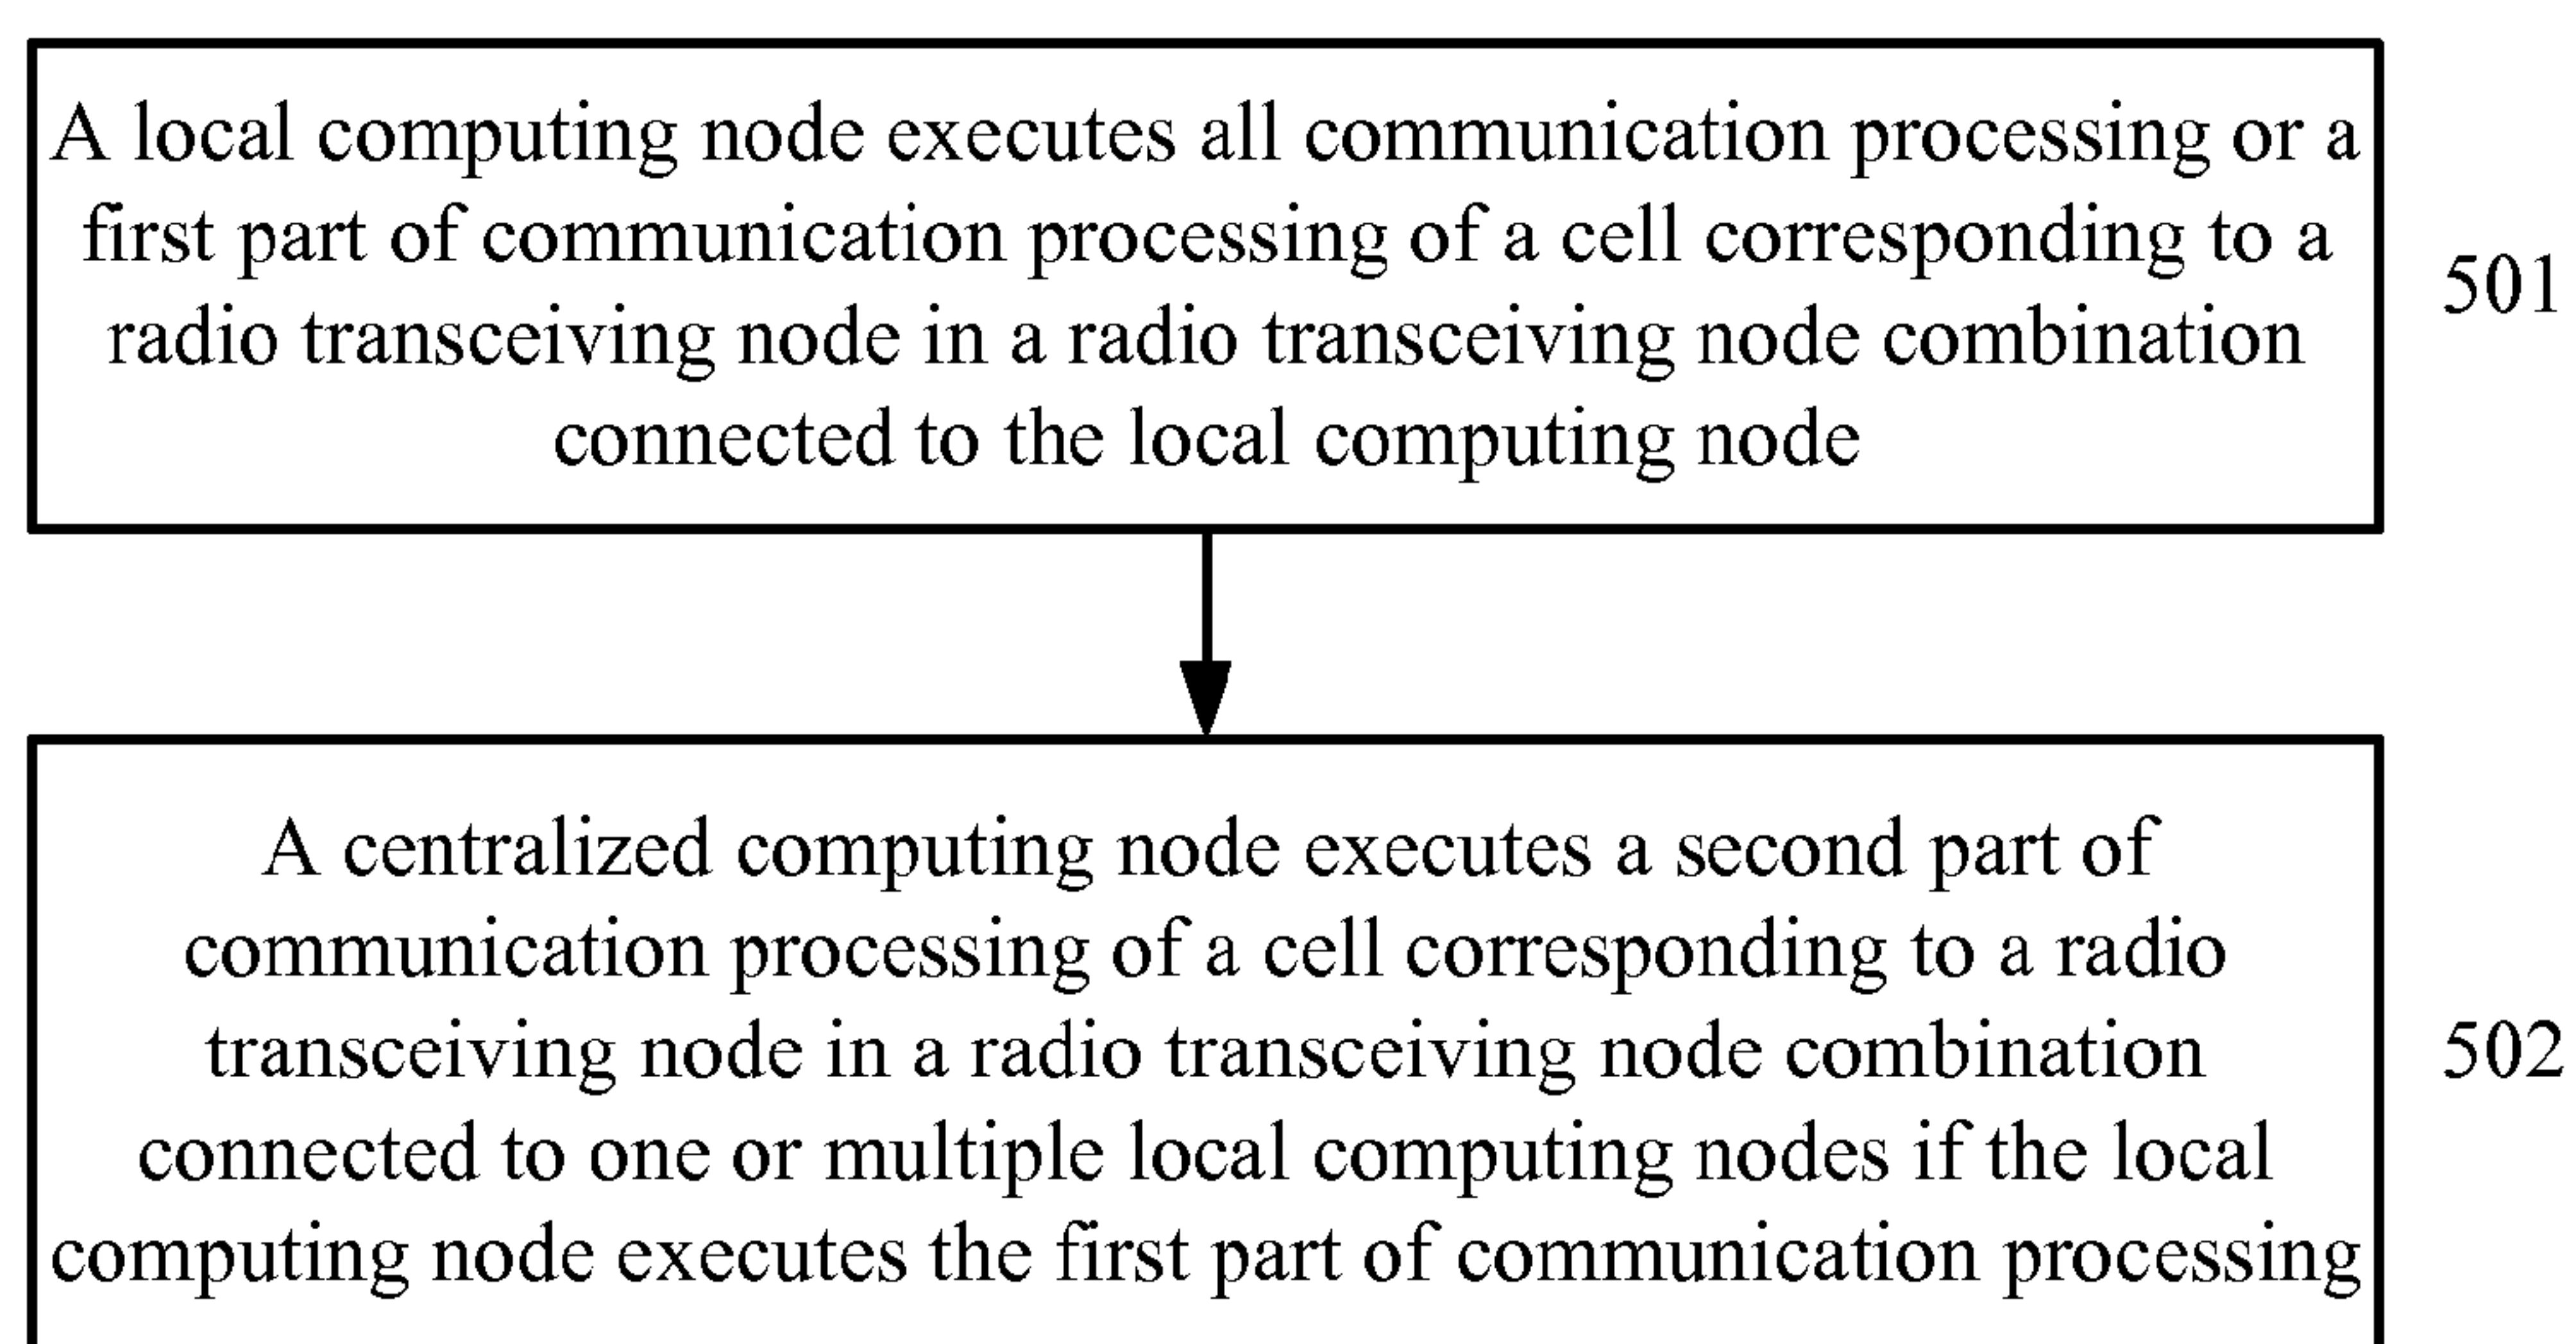 A local computing node executes all communication processing or a
first part of communication processing of a cell corresponding to a
radio transceiving node in a radio transceiving node combination
connected to the local computing node
501
A centralized computing node executes a second part of
communication processing of a cell corresponding to a radio
transceiving node in a radio transceiving node combination
connected to one or multiple local computing nodes if the local
computing node executes the first part of communication processing
502